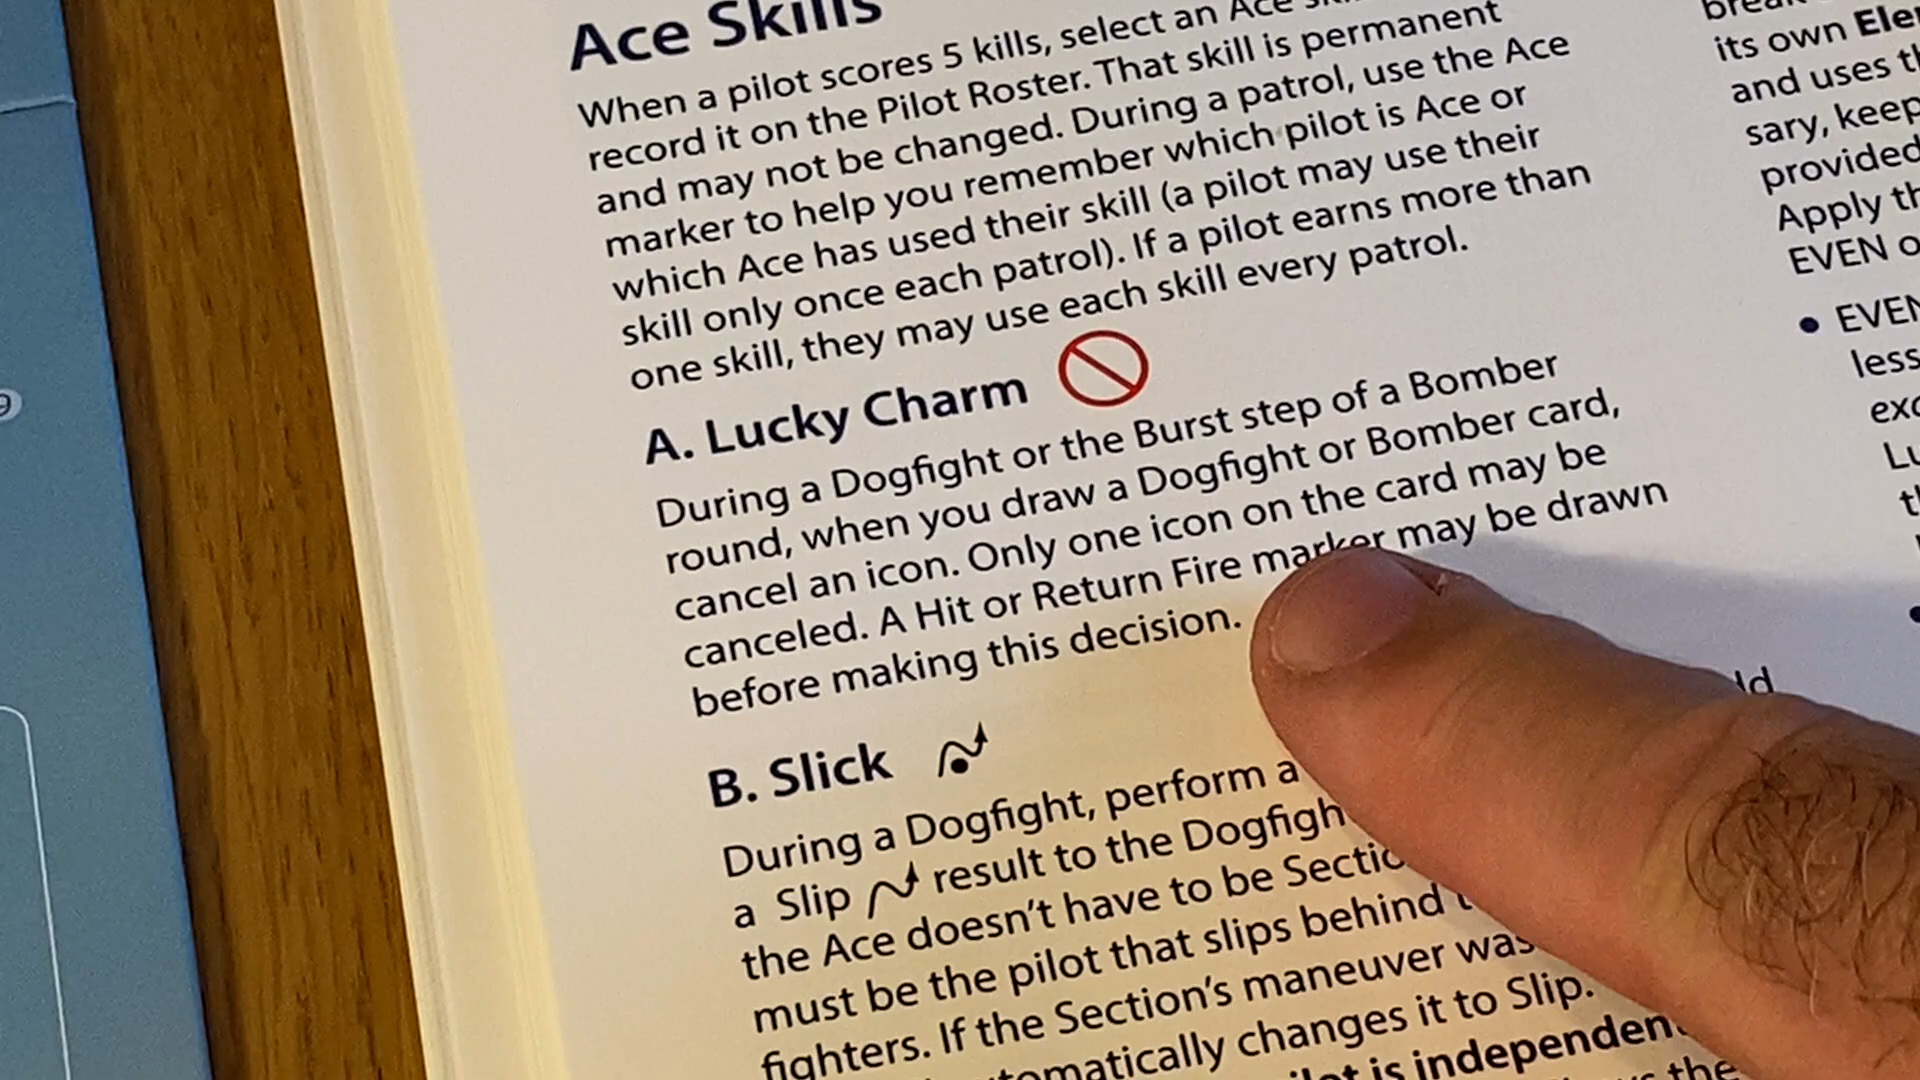 Ace Skills
When a pilot scores 5 kills, select an Ace
record it on the Pilot Roster. That skill is permanent
and may not be changed. During a patrol, use the Ace
marker to help you remember which pilot is Ace or
which Ace has used their skill (a pilot may use their
skill only once each patrol). If a pilot earns more than
one skill, they may use each skill every patrol.
A. Lucky Charm
During a Dogfight or the Burst step of a Bomber
round, when you draw a Dogfight or Bomber card,
cancel an icon. Only one icon on the card may be
canceled. A Hit or Return Fire marker may be drawn
before making this decision.
B. Slick
During a Dogfight, perform a
a Slip result to the Dogfigh
the Ace doesn't have to be Sectio
must be the pilot that slips behind
fighters. If the Section's maneuver was
matically changes it to Slip.
is independen
the
its own Ele
and uses t
sary, keep
provided
Apply th
EVEN o
• EVEN
less
exc
Lu